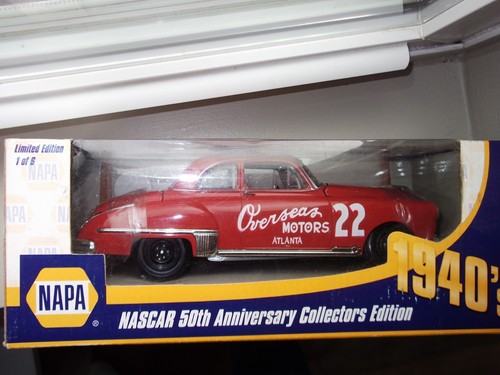 Limited Edition
1 of 6
NAPA
Overseas
MOTORS
ATLANTA
22
1940's
NAPA
®
NASCAR 50th Anniversary Collectors Edition